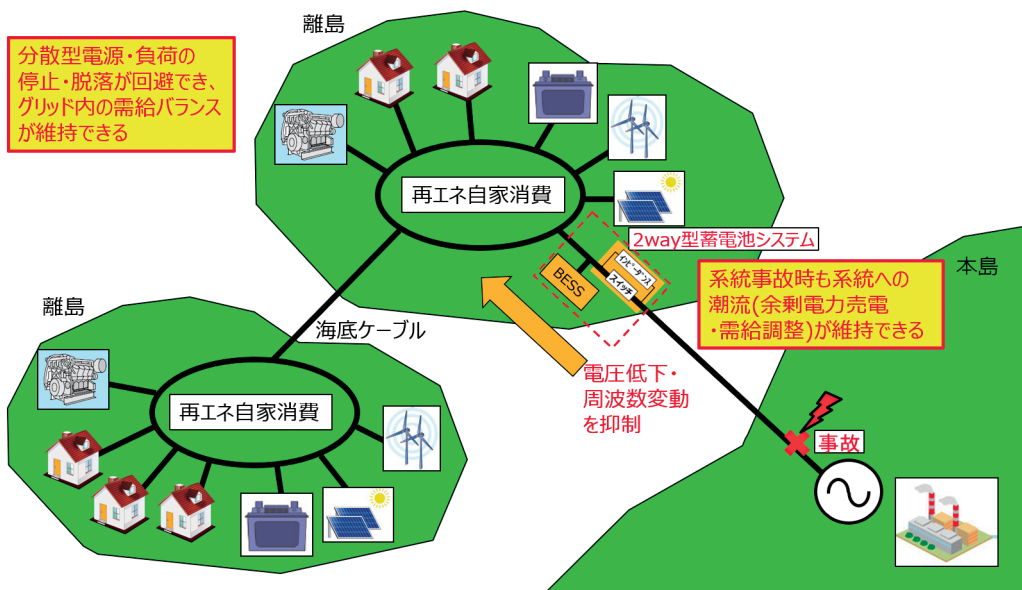 離島
分散型電源・負荷の
停止・脱落が回避でき、
グリッド内の需給バランス
が維持できる
再エネ自家消費
2way型蓄電池システム
インピーダンス
スイッチ
BESS
系統事故時も系統への
潮流(余剰電力売電
・需給調整)が維持できる
本島
離島
海底ケーブル
電圧低下・
周波数変動
を抑制
再エネ自家消費
事故